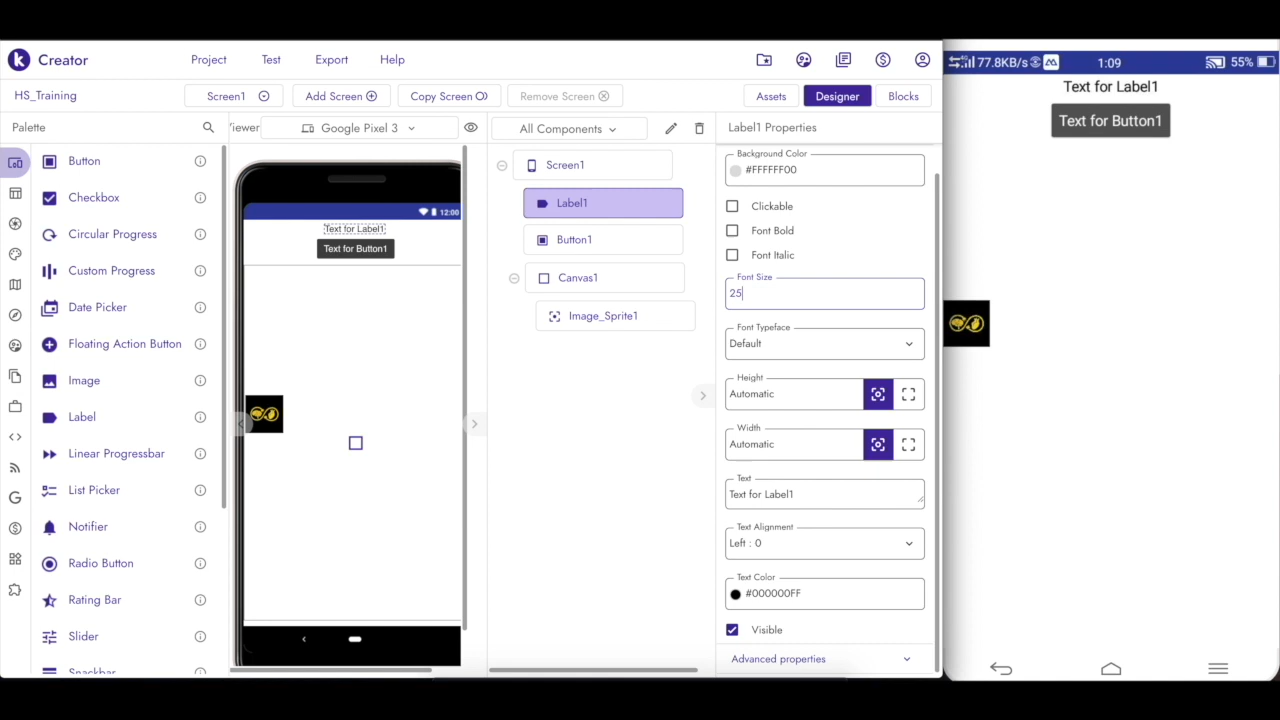 Creator
Project
Test
Export
Help
77.8KB/s
1:09
55%
HS_Training
Screen1
Add Screen
Copy Screen
Remove Screen
Assets
Designer
Blocks
Text for Label1
Text for Button1
Palette
Viewer
Google Pixel 3
All Components
Label1 Properties
Button
Checkbox
Circular Progress
Custom Progress
Date Picker
Floating Action Button
Image
Label
Linear Progressbar
List Picker
Notifier
Radio Button
Rating Bar
Slider
12:00
Text for Label1
Text for Button1
Screen1
Label1
Button1
Canvas1
Image_Sprite1
Background Color
#FFFFFF00
Clickable
Font Bold
Font Italic
Font Size
25
Font Typeface
Default
Height
Automatic
Width
Automatic
Text
Text for Label1
Text Alignment
Left : 0
Text Color
#000000FF
Visible
Advanced properties